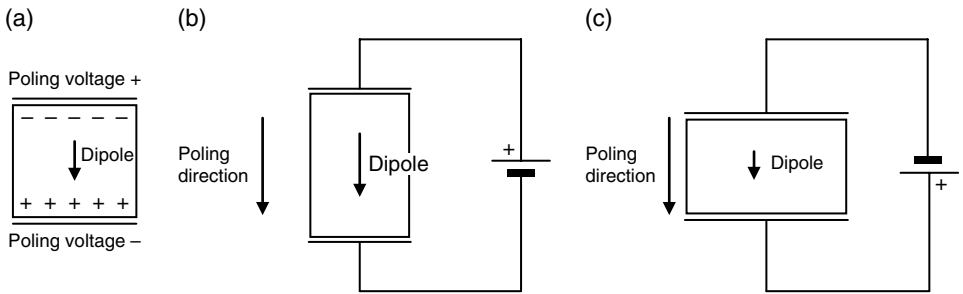 (a)
Poling voltage +
– – – – –
Dipole
+ + + + +
Poling voltage –
(b)
Poling
direction
Dipole
+
(c)
Poling
direction
Dipole
+